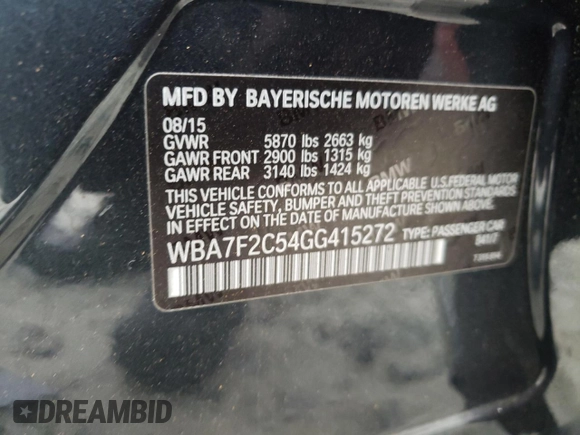 MFD BY BAYERISCHE MOTOREN WERKE AG
08/15
GVWR 5870 lbs 2663 kg
GAWR FRONT 2900 lbs 1315 kg
GAWR REAR 3140 lbs 1424 kg
THIS VEHICLE CONFORMS TO ALL APPLICABLE U.S. FEDERAL MOTOR
VEHICLE SAFETY, BUMPER, AND THEFT PREVENTION STANDARDS
IN EFFECT ON THE DATE OF MANUFACTURE SHOWN ABOVE.
WBA7F2C54GG415272 TYPE: PASSENGER CAR
DREAMBID